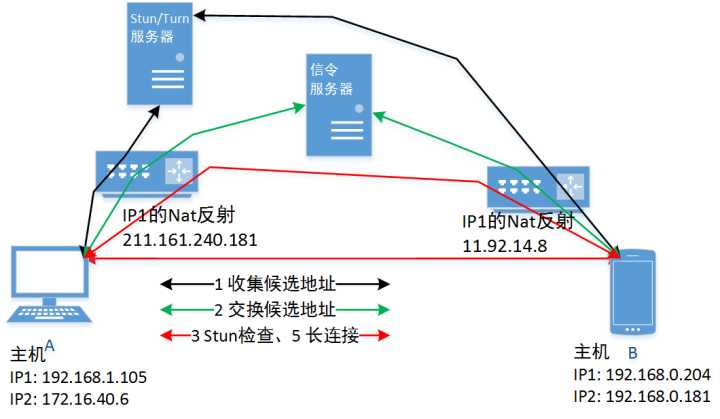 Stun/Turn
服务器
信令
服务器
IP1的Nat反射
211.161.240.181
IP1的Nat反射
11.92.14.8
1 收集候选地址
2 交换候选地址
3 Stun检查、5 长连接
主机A
IP1: 192.168.1.105
IP2: 172.16.40.6
主机 B
IP1: 192.168.0.204
IP2: 192.168.0.181